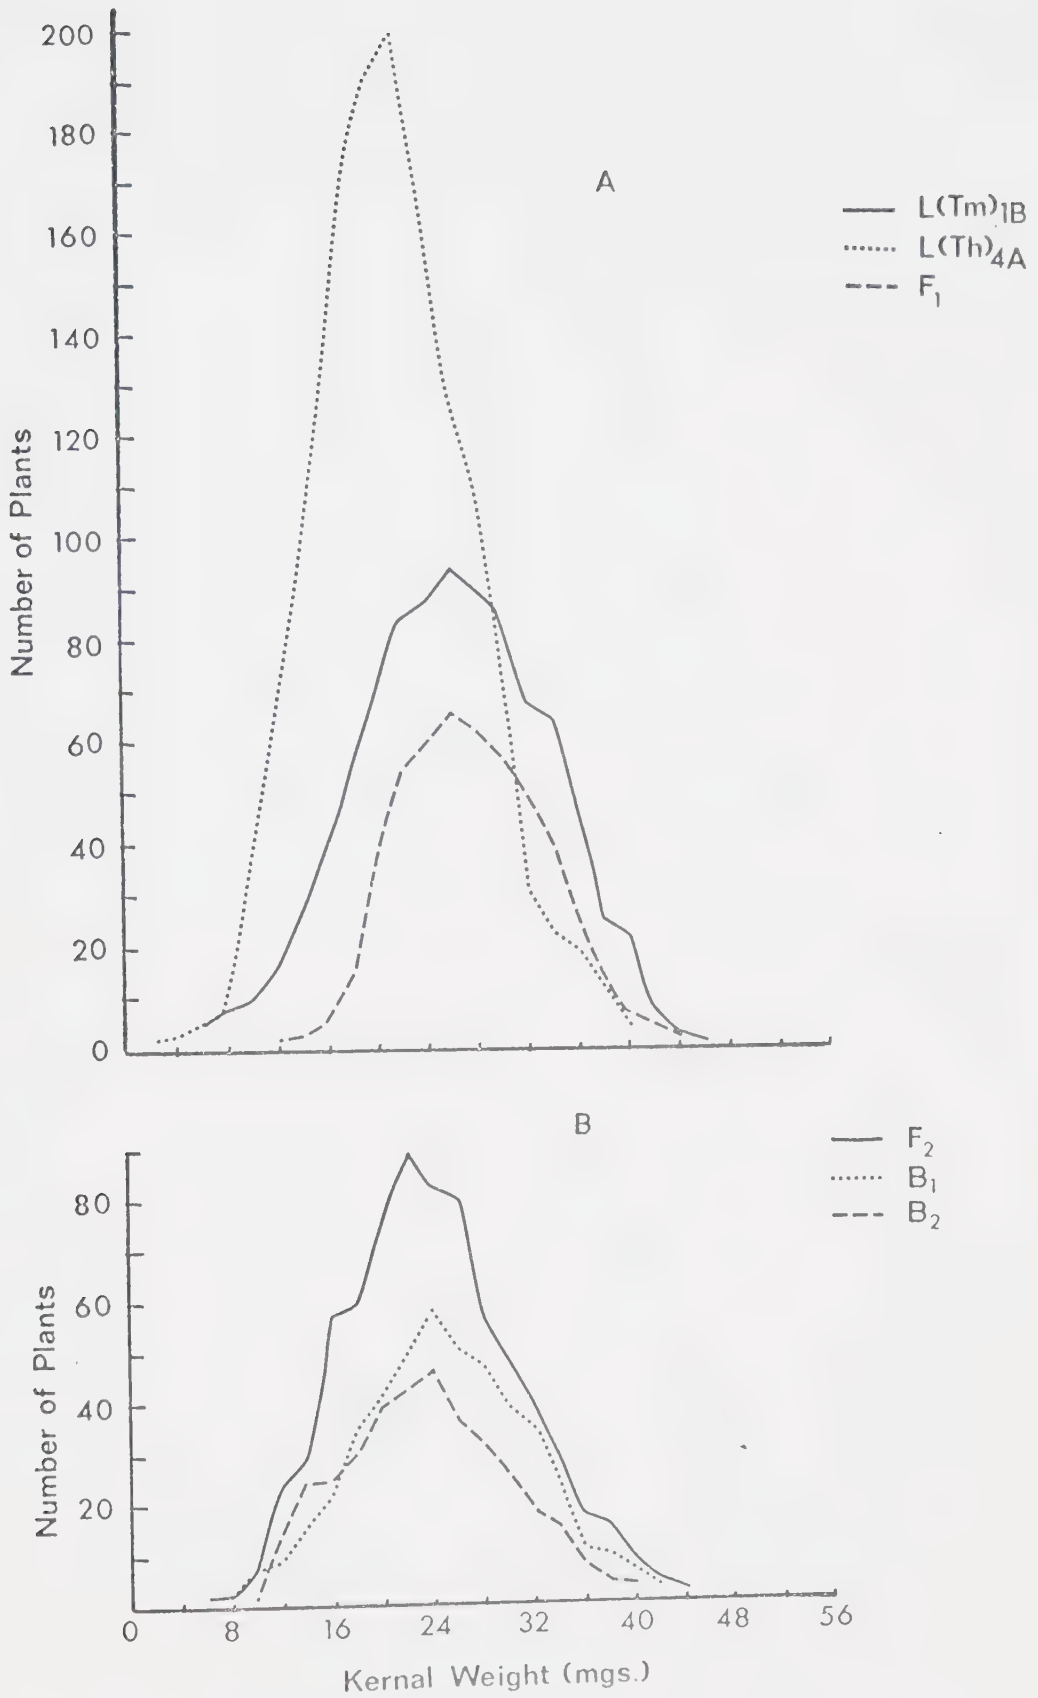 200
180
160
140
120
100
80
60
40
20
0
Number of Plants
A
L(Tm)1B
L(Th)4A
F1
B
F2
B1
B2
80
60
40
20
Number of Plants
0 8 16 24 32 40 48 56
Kernal Weight (mgs.)